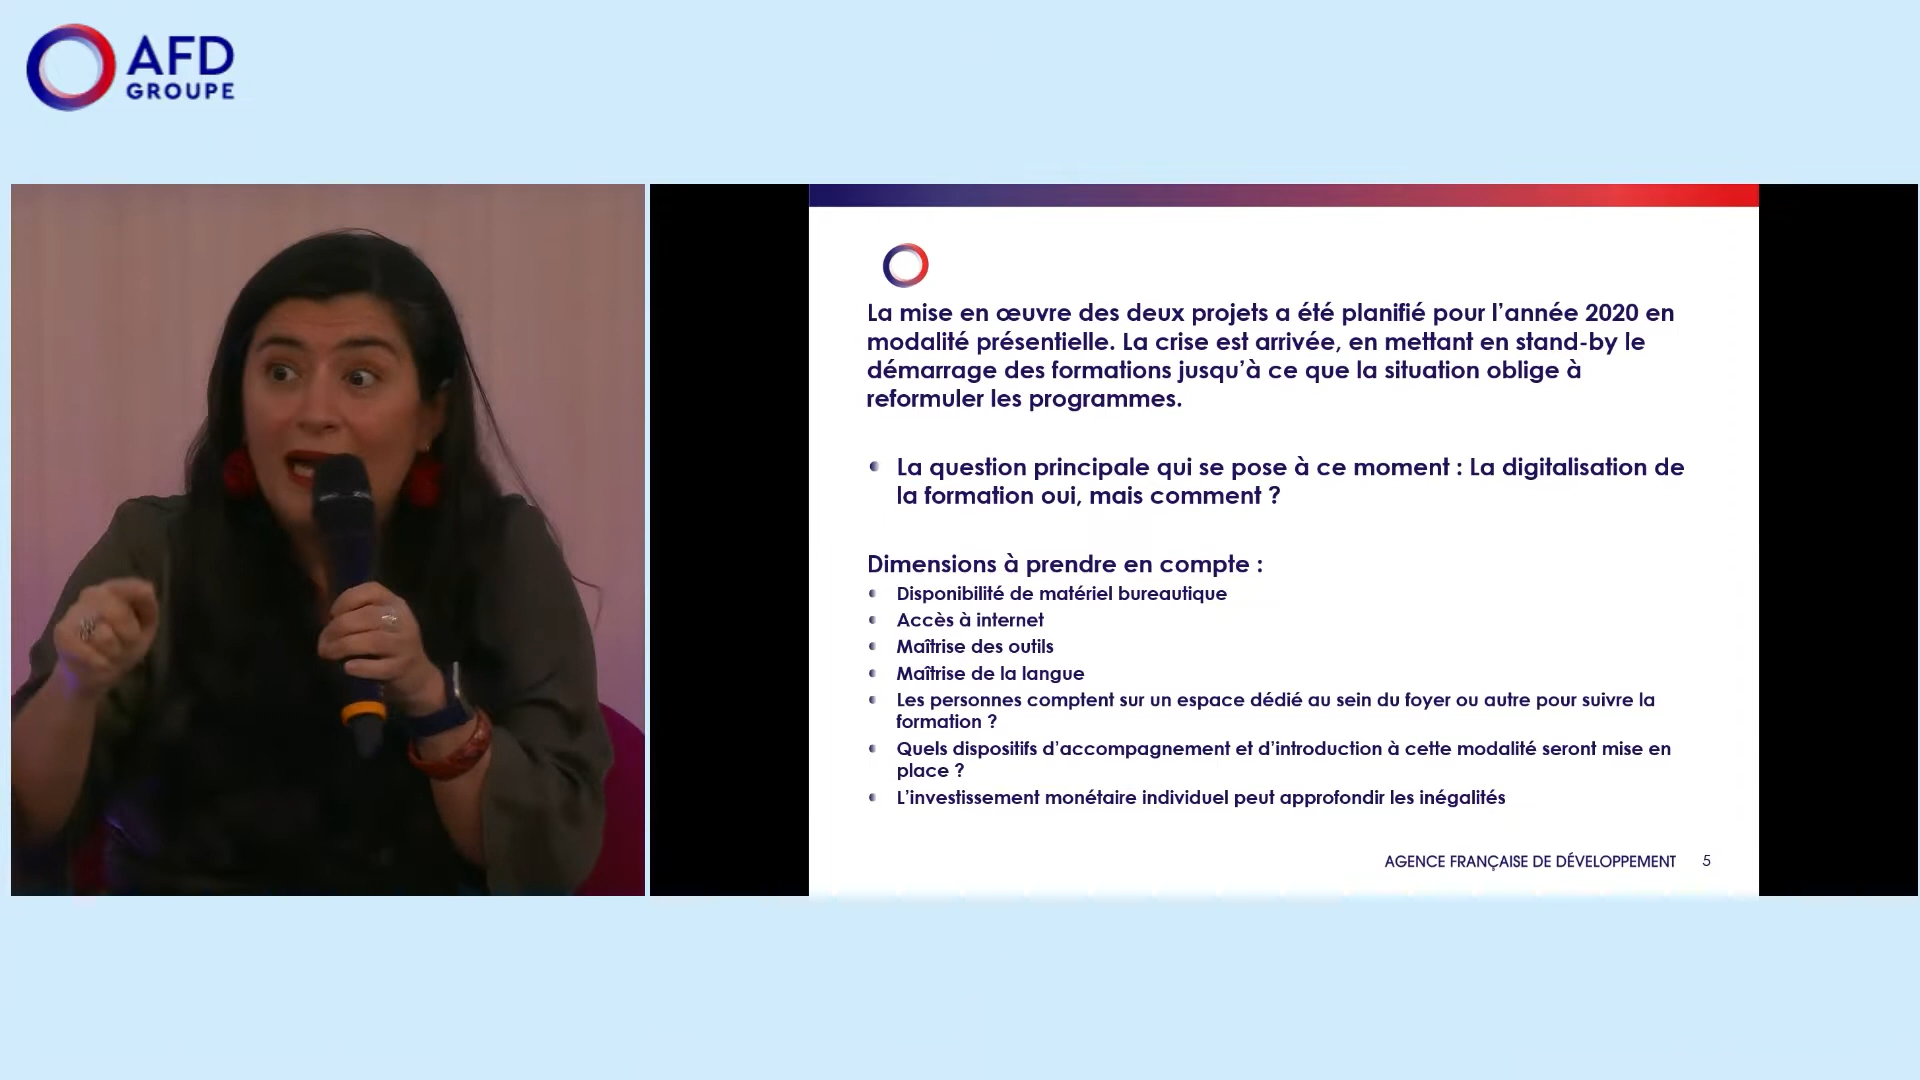 AFD
GROUPE
La mise en œuvre des deux projets a été planifié pour l’année 2020 en
modalité présentielle. La crise est arrivée, en mettant en stand-by le
démarrage des formations jusqu’à ce que la situation oblige à
reformuler les programmes.
La question principale qui se pose à ce moment : La digitalisation de
la formation oui, mais comment ?
Dimensions à prendre en compte :
Disponibilité de matériel bureautique
Accès à internet
Maîtrise des outils
Maîtrise de la langue
Les personnes comptent sur un espace dédié au sein du foyer ou autre pour suivre la
formation ?
Quels dispositifs d’accompagnement et d’introduction à cette modalité seront mise en
place ?
L’investissement monétaire individuel peut approfondir les inégalités
AGENCE FRANÇAISE DE DÉVELOPPEMENT 5